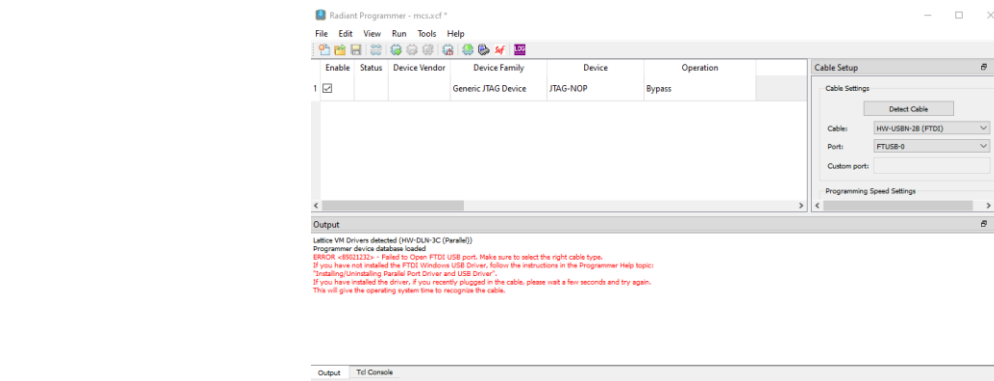 Radiant Programmer - mcs.xcf *
File Edit View Run Tools Help
LOG
Enable Status Device Vendor Device Family Device Operation
1 Generic JTAG Device JTAG-NOP Bypass
Cable Setup
Cable Settings
Detect Cable
Cable: HW-USBN-2B (FTDI)
Port: FTUSB-0
Custom port:
Programming Speed Settings
Output
Lattice VM Drivers detected (HW-DLN-3C (Parallel))
Programmer device database loaded
ERROR <85021232> - Failed to Open FTDI USB port. Make sure to select the right cable type.
If you have not installed the FTDI Windows USB Driver, follow the instructions in the Programmer Help topic:
"Installing/Uninstalling Parallel Port Driver and USB Driver".
If you have installed the driver, if you recently plugged in the cable, please wait a few seconds and try again.
This will give the operating system time to recognize the cable.
Output Tcl Console